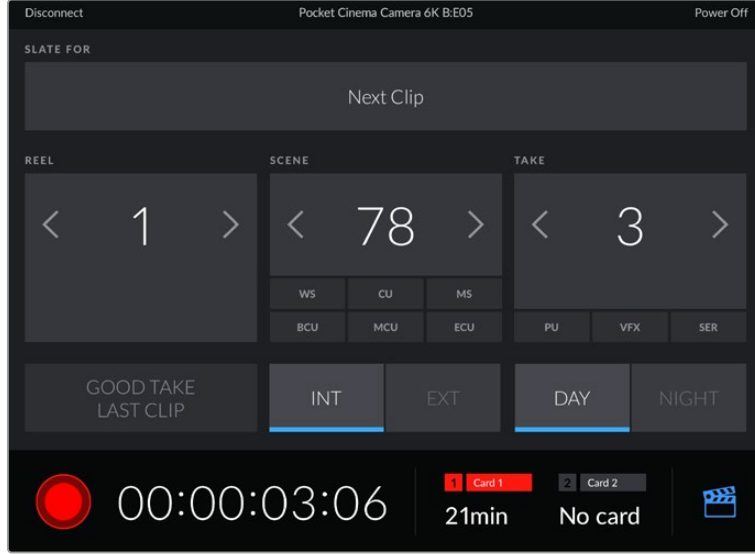 Disconnect Pocket Cinema Camera 6K B:E05 Power Off
SLATE FOR
Next Clip
REEL SCENE TAKE
1 78 3
WS CU MS
BCU MCU ECU PU VFX SER
GOOD TAKE
LAST CLIP
INT EXT DAY NIGHT
00:00:03:06
1 Card 1 2 Card 2
21min No card